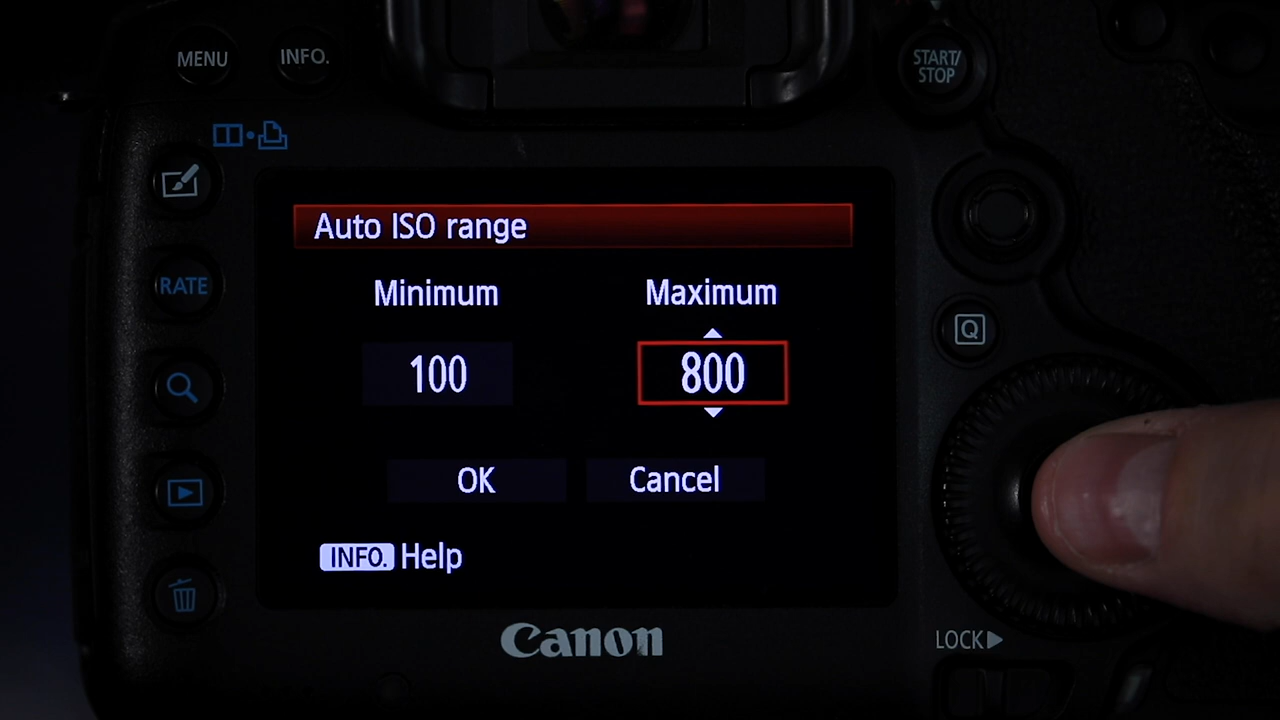 MENU
INFO.
START/
STOP
RATE
Auto ISO range
Minimum
Maximum
100
800
OK
Cancel
INFO. Help
Q
Canon
LOCK